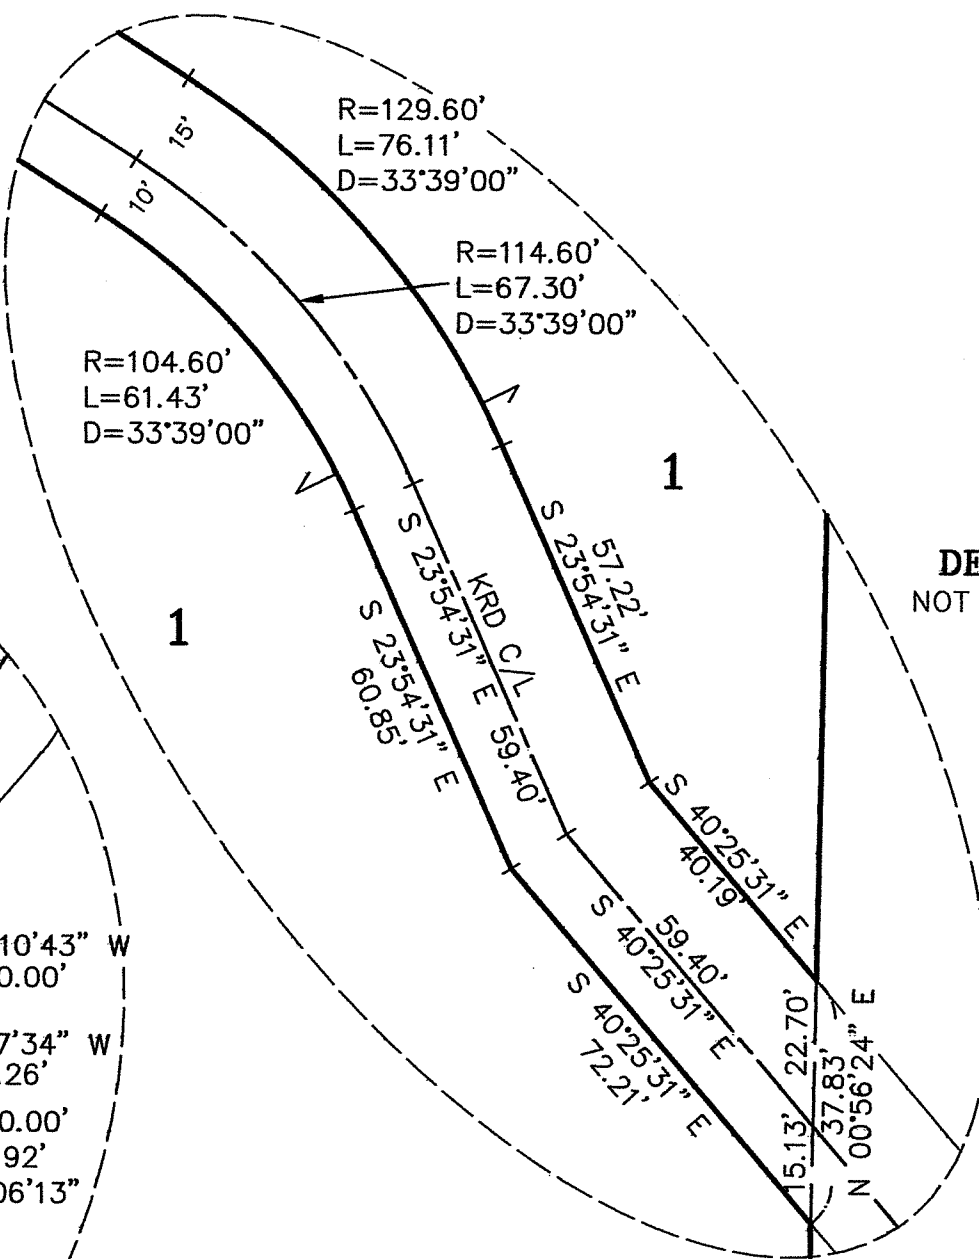 R=129.60'
L=76.11'
D=33°39'00"
15'
10'
R=114.60'
L=67.30'
D=33°39'00"
R=104.60'
L=61.43'
D=33°39'00"
1
1
57.22'
S 23°54'31" E
KRD C/L
S 23°54'31" E 59.40'
S 23°54'31" E
60.85'
DE
NOT
S 40°25'31" E
40.19'
59.40'
S 40°25'31" E
S 40°25'31" E
72.21'
15.13' 22.70'
37.83'
N 00°56'24" E
10'43" W
0.00'
7'34" W
.26'
0.00'
92'
06'13"